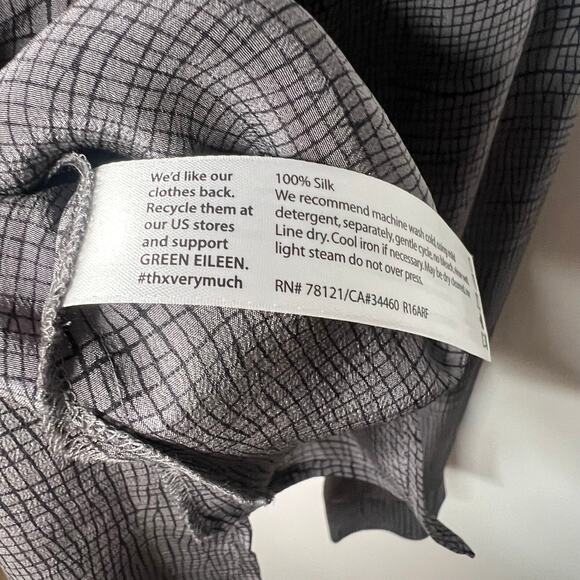 We'd like our
clothes back.
Recycle them at
our US stores
and support
GREEN EILEEN.
#thxverymuch
100% Silk
We recommend machine wash cold, using mild
detergent, separately, gentle cycle, no bleach,
Line dry. Cool iron if necessary. May be dry cleaned,
light steam do not over press.
RN# 78121/CA#34460 R16ARF